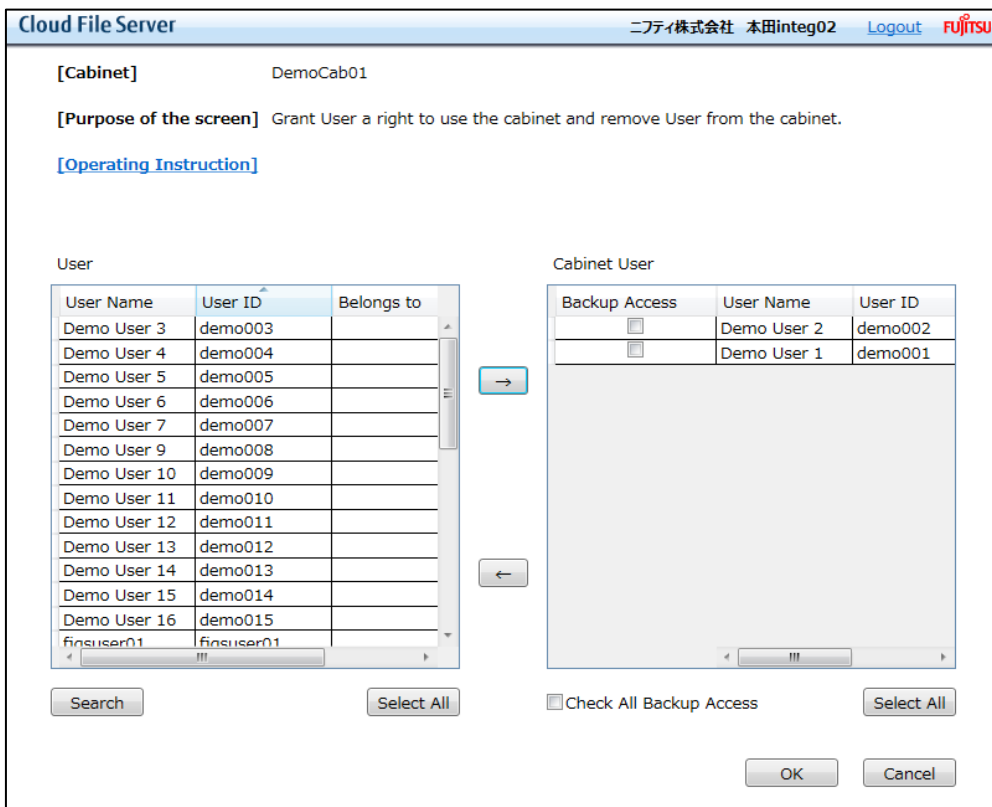 Cloud File Server ニフティ株式会社 本田integ02 Logout FUJITSU
[Cabinet] DemoCab01
[Purpose of the screen] Grant User a right to use the cabinet and remove User from the cabinet.
[Operating Instruction]
User Cabinet User
User Name User ID Belongs to Backup Access User Name User ID
Demo User 3 demo003 Demo User 2 demo002
Demo User 4 demo004 Demo User 1 demo001
Demo User 5 demo005
→
Demo User 6 demo006
Demo User 7 demo007
Demo User 9 demo008
Demo User 10 demo009
Demo User 11 demo010
Demo User 12 demo011
Demo User 13 demo012
Demo User 14 demo013
←
Demo User 15 demo014
Demo User 16 demo015
figsuser01 figsuser01
Search Select All Check All Backup Access Select All
OK Cancel